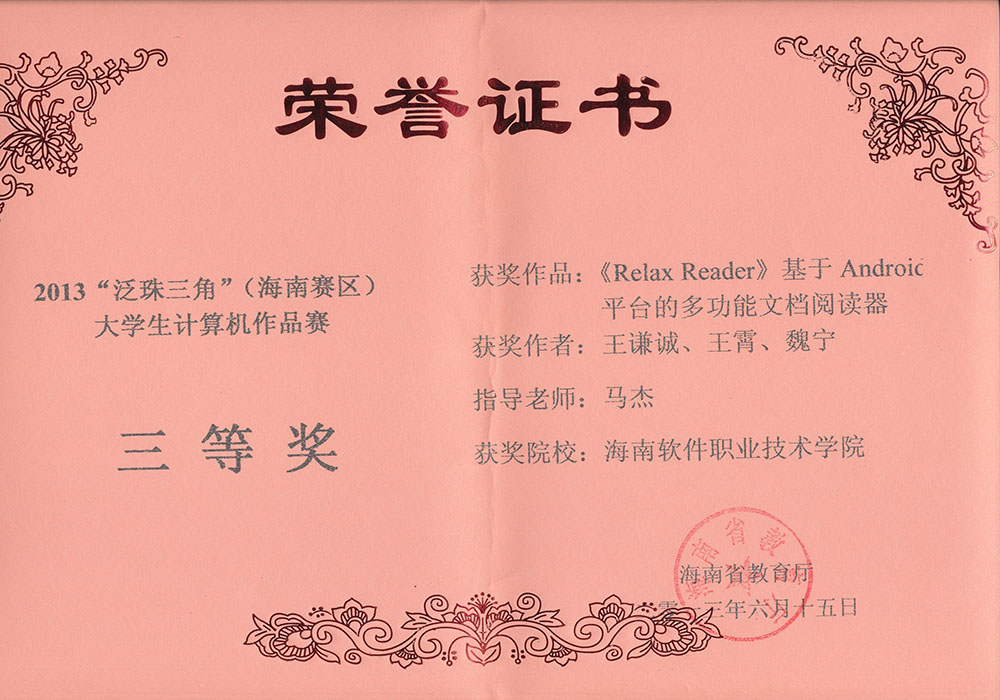 荣誉证书
2013“泛珠三角”（海南赛区）
大学生计算机作品赛
三等奖
获奖作品：《Relax Reader》基于 Android
平台的多功能文档阅读器
获奖作者：王谦诚、王霄、魏宁
指导老师：马杰
获奖院校：海南软件职业技术学院
海南省教育厅
零一三年六月十五日
海南省教